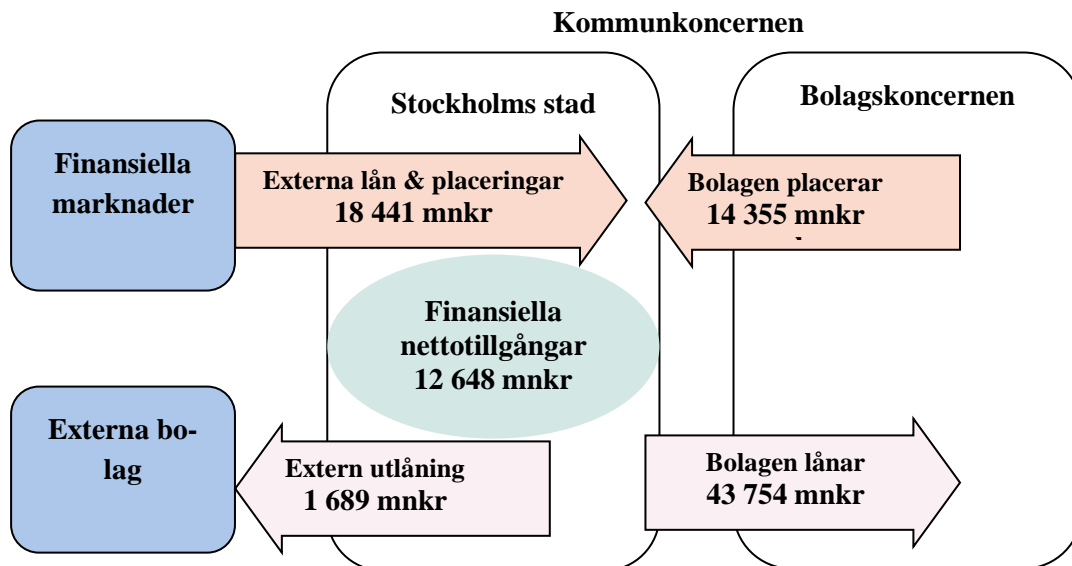 Kommunkoncernen
Stockholms stad
Bolagskoncernen
Finansiella
marknader
Externa lån & placeringar
18 441 mnkr
Bolagen placerar
14 355 mnkr
Finansiella
nettotillgångar
12 648 mnkr
Externa bo-
lag
Extern utlåning
1 689 mnkr
Bolagen lånar
43 754 mnkr